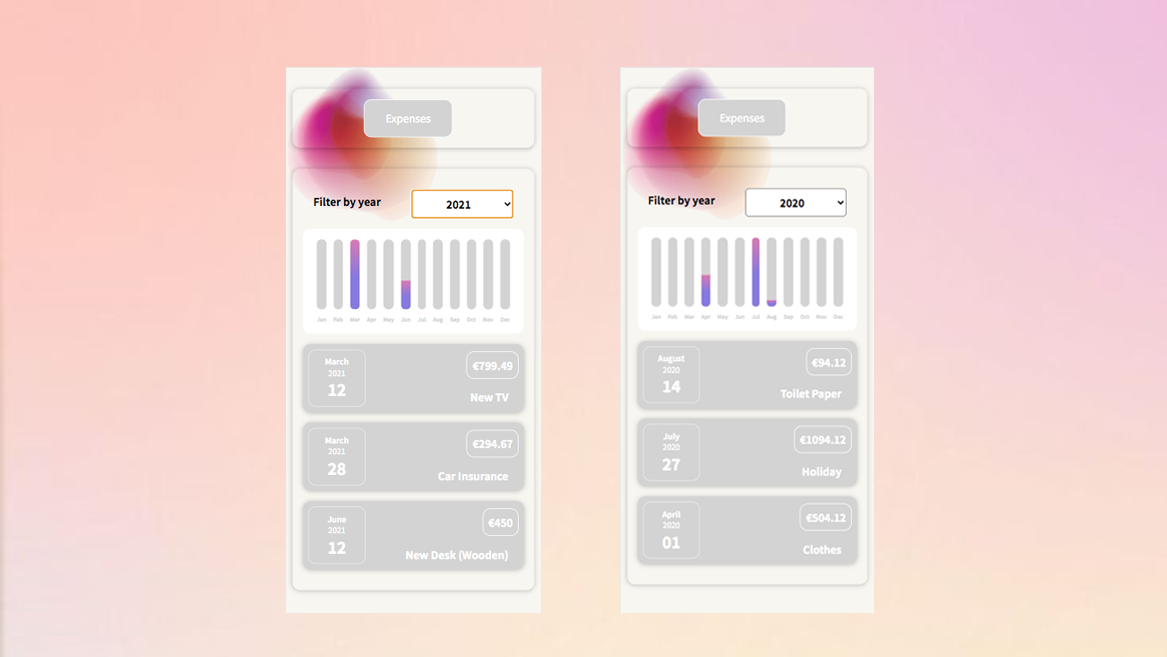 Expenses
Filter by year
2021
Jan Feb Mar Apr May Jun Jul Aug Sep Oct Nov Dec
March
2021
12
€799.49
New TV
March
2021
28
€294.67
Car Insurance
June
2021
12
€450
New Desk (Wooden)
Expenses
Filter by year
2020
Jan Feb Mar Apr May Jun Jul Aug Sep Oct Nov Dec
August
2020
14
€94.12
Toilet Paper
July
2020
27
€1094.12
Holiday
April
2020
01
€504.12
Clothes